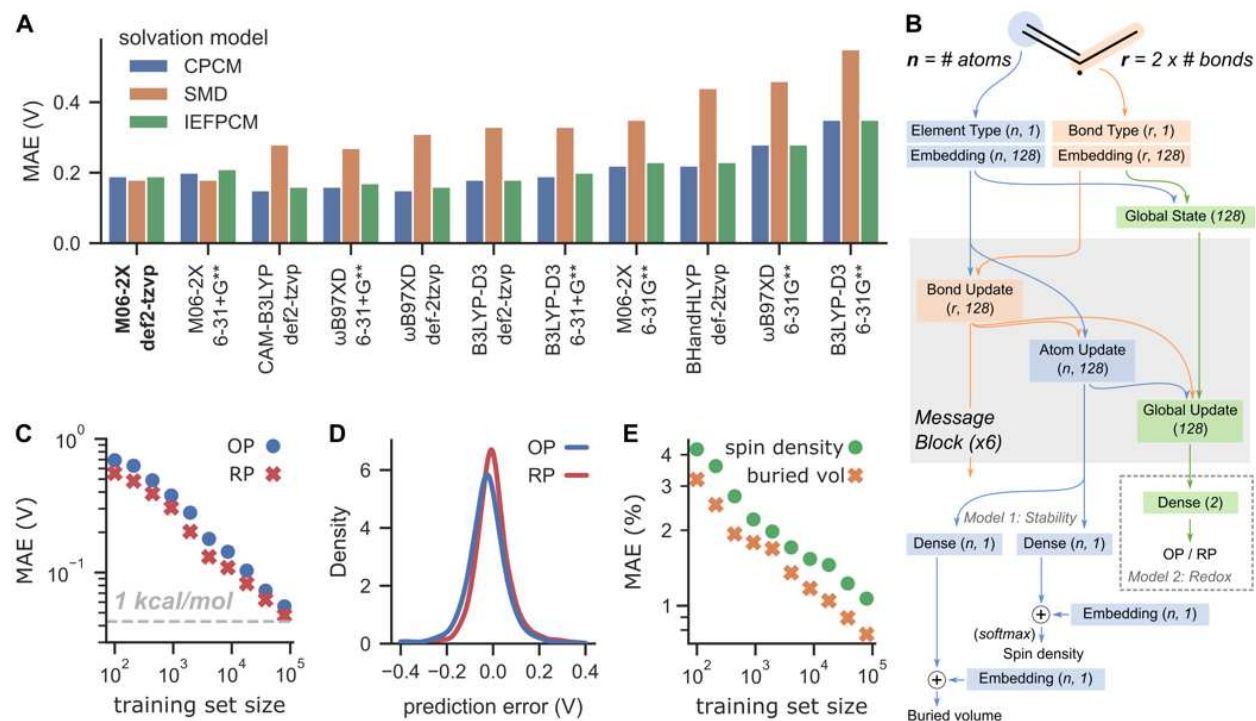 A
solvation model
CPCM
SMD
IEFPCM
MAE (V)
0.4
0.2
0.0
M06-2X
def2-tzvp
M06-2X
6-31+G**
CAM-B3LYP
def2-tzvp
ωB97XD
6-31+G**
ωB97XD
def-2tzvp
B3LYP-D3
def2-tzvp
B3LYP-D3
6-31+G**
M06-2X
6-31G**
BHandHLYP
def-2tzvp
ωB97XD
6-31G**
B3LYP-D3
6-31G**
B
n = # atoms
r = 2 x # bonds
Element Type (n, 1)
Bond Type (r, 1)
Embedding (n, 128)
Embedding (r, 128)
Global State (128)
Bond Update
(r, 128)
Atom Update
(n, 128)
Global Update
(128)
Message
Block (x6)
Model 1: Stability
Dense (n, 1)
Dense (n, 1)
Dense (2)
OP / RP
Model 2: Redox
+
Embedding (n, 1)
(softmax)
Spin density
+
Embedding (n, 1)
Buried volume
C
OP
RP
MAE (V)
10⁰
10⁻¹
1 kcal/mol
10² 10³ 10⁴ 10⁵
training set size
D
OP
RP
Density
6
4
2
0
−0.4 −0.2 0.0 0.2 0.4
prediction error (V)
E
spin density
buried vol
MAE (%)
4
3
2
1
10² 10³ 10⁴ 10⁵
training set size